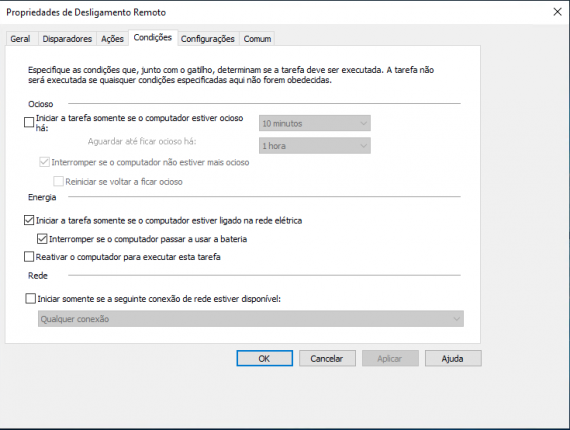 Propriedades de Desligamento Remoto
Geral Disparadores Ações Condições Configurações Comum
Especifique as condições que, junto com o gatilho, determinam se a tarefa deve ser executada. A tarefa não
será executada se quaisquer condições especificadas aqui não forem obedecidas.
Ocioso
Iniciar a tarefa somente se o computador estiver ocioso
há:
10 minutos
Aguardar até ficar ocioso há:
1 hora
Interromper se o computador não estiver mais ocioso
Reiniciar se voltar a ficar ocioso
Energia
Iniciar a tarefa somente se o computador estiver ligado na rede elétrica
Interromper se o computador passar a usar a bateria
Reativar o computador para executar esta tarefa
Rede
Iniciar somente se a seguinte conexão de rede estiver disponível:
Qualquer conexão
OK Cancelar Aplicar Ajuda